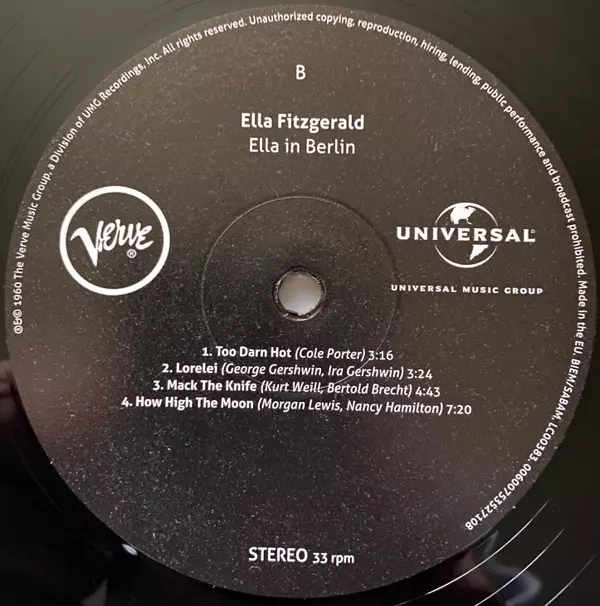 ℗&© 1960 The Verve Music Group, a Division of UMG Recordings, Inc. All rights reserved. Unauthorized copying, reproduction, hiring, lending, public performance and broadcast prohibited. Made in the EU. BIEM/SABAM, LC00383, 00600753527108
B
Ella Fitzgerald
Ella in Berlin
Verve®
UNIVERSAL®
UNIVERSAL MUSIC GROUP
1. Too Darn Hot (Cole Porter) 3:16
2. Lorelei (George Gershwin, Ira Gershwin) 3:24
3. Mack The Knife (Kurt Weill, Bertold Brecht) 4:43
4. How High The Moon (Morgan Lewis, Nancy Hamilton) 7:20
STEREO 33 rpm